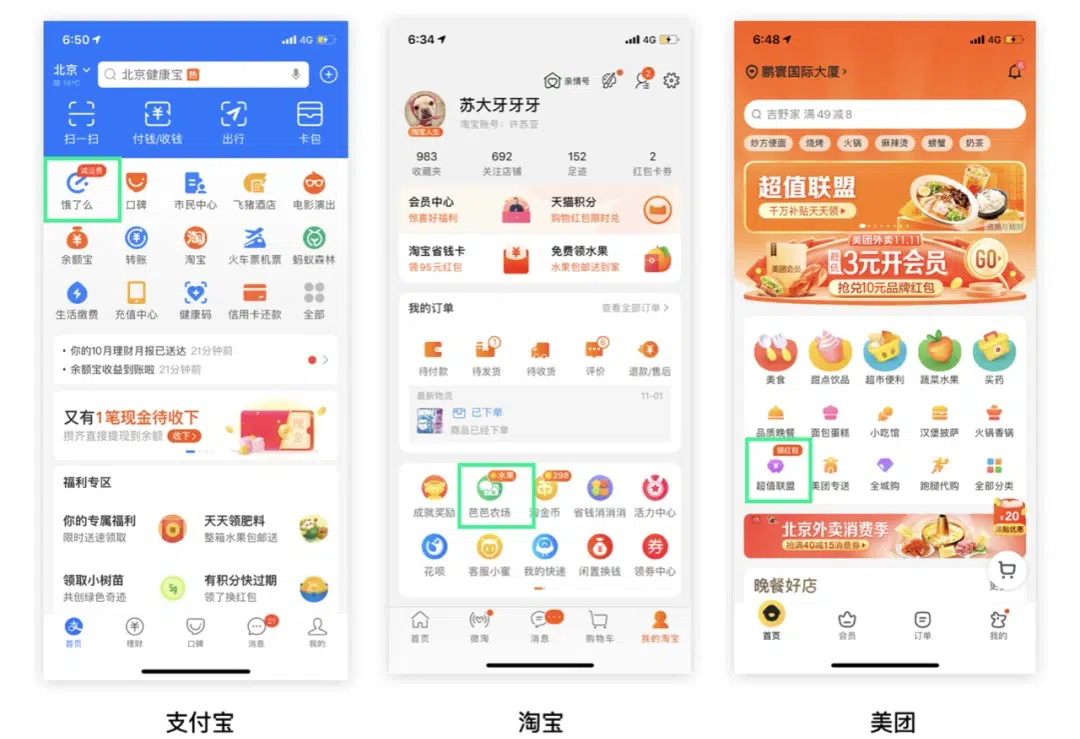 6:50
4G
北京
16°C
北京健康宝 热
扫一扫
付钱/收钱
出行
卡包
减运费
饿了么
口碑
市民中心
飞猪酒店
电影演出
余额宝
转账
淘宝
火车票机票
蚂蚁森林
生活缴费
充值中心
健康码
信用卡还款
全部
· 你的10月理财月报已送达 21分钟前
· 余额宝收益到账啦 21分钟前
又有1笔现金待收下
攒齐直接提现到余额 收下>
福利专区
你的专属福利
限时送速领取
天天领肥料
整箱水果包邮送
领取小树苗
共创绿色奇迹
5g
有积分快过期
领了换红包
首页
理财
口碑
21
消息
我的
支付宝
6:34
4G
亲情号
2
苏大牙牙牙
淘宝账号:许苏荽
淘宝人生
983
收藏夹
692
关注店铺
152
足迹
2
红包卡券
会员中心
惊喜好福利
天猫积分
购物红包限时兑
淘宝省钱卡
领95元红包
免费领水果
水果包邮送到家
我的订单
查看全部订单 >
待付款
1
待发货
待收货
6
评价
退款/售后
最新物流
11-01
已下单
商品已经下单
成就奖励
水果
芭芭农场
298
淘金币
省钱消消消
活力中心
花呗
客服小蜜
我的快递
闲置换钱
券
领券中心
首页
微淘
消息
购物车
我的淘宝
淘宝
6:48
4G
鹏寰国际大厦>
6
吉野家 满49减8
炒方便面
烧烤
火锅
麻辣烫
螃蟹
奶茶
超值联盟
千万补贴天天领
资质与规则
美团外卖11.11
美团会员
最低3元开会员
抢兑10元品牌红包
GO>
美食
甜点饮品
超市便利
蔬菜水果
买药
品质晚餐
面包蛋糕
小吃馆
汉堡披萨
火锅香锅
领红包
超值联盟
美团专送
全城购
跑腿代购
全部分类
北京外卖消费季
抢满40减15消费券
¥20
晚餐好店
首页
会员
订单
我的
美团